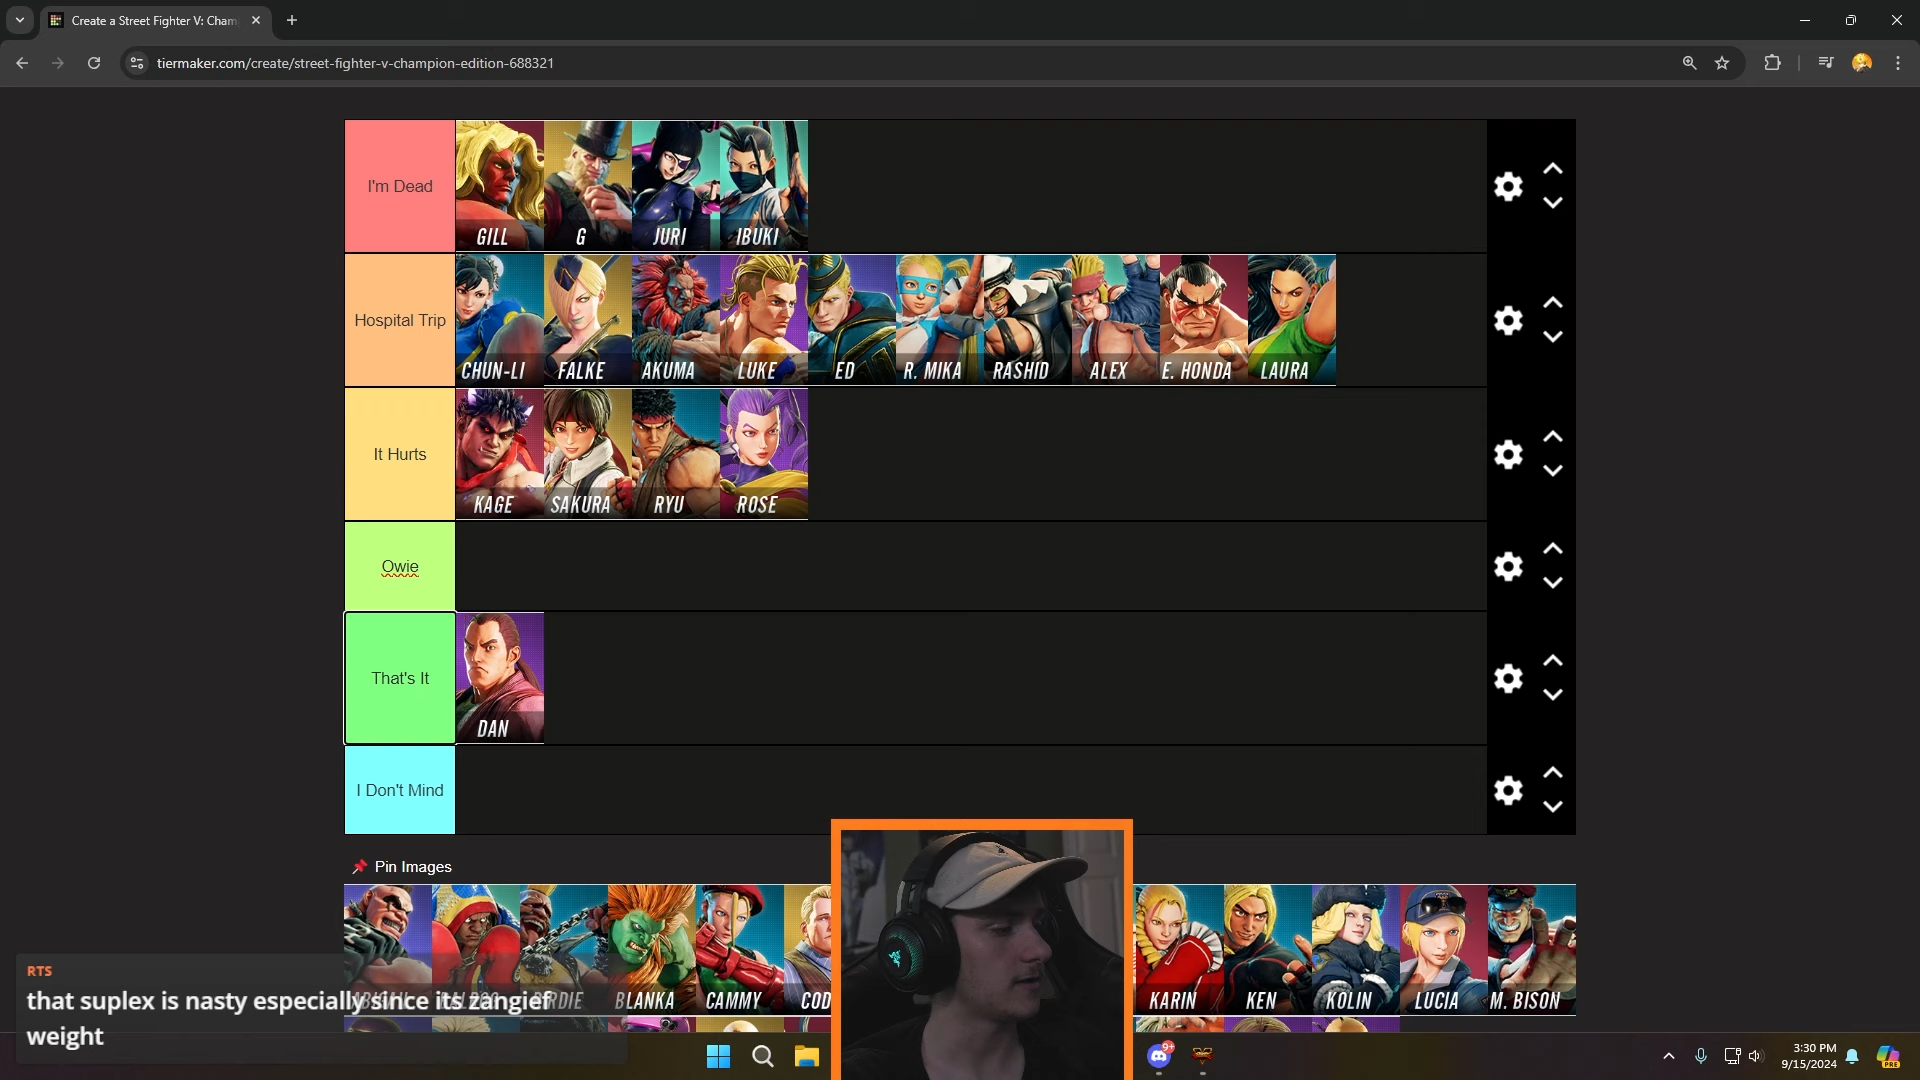 Create a Street Fighter V: Cham
tiermaker.com/create/street-fighter-v-champion-edition-688321
I'm Dead
GILL G JURI IBUKI
Hospital Trip
CHUN-LI FALKE AKUMA LUKE ED R. MIKA RASHID ALEX E. HONDA LAURA
It Hurts
KAGE SAKURA RYU ROSE
Owie
That's It
DAN
I Don't Mind
Pin Images
BLANKA CAMMY COD KARIN KEN KOLIN LUCIA M. BISON
RTS
that suplex is nasty especially since its zangief
weight
9+
3:30 PM
9/15/2024
PRE